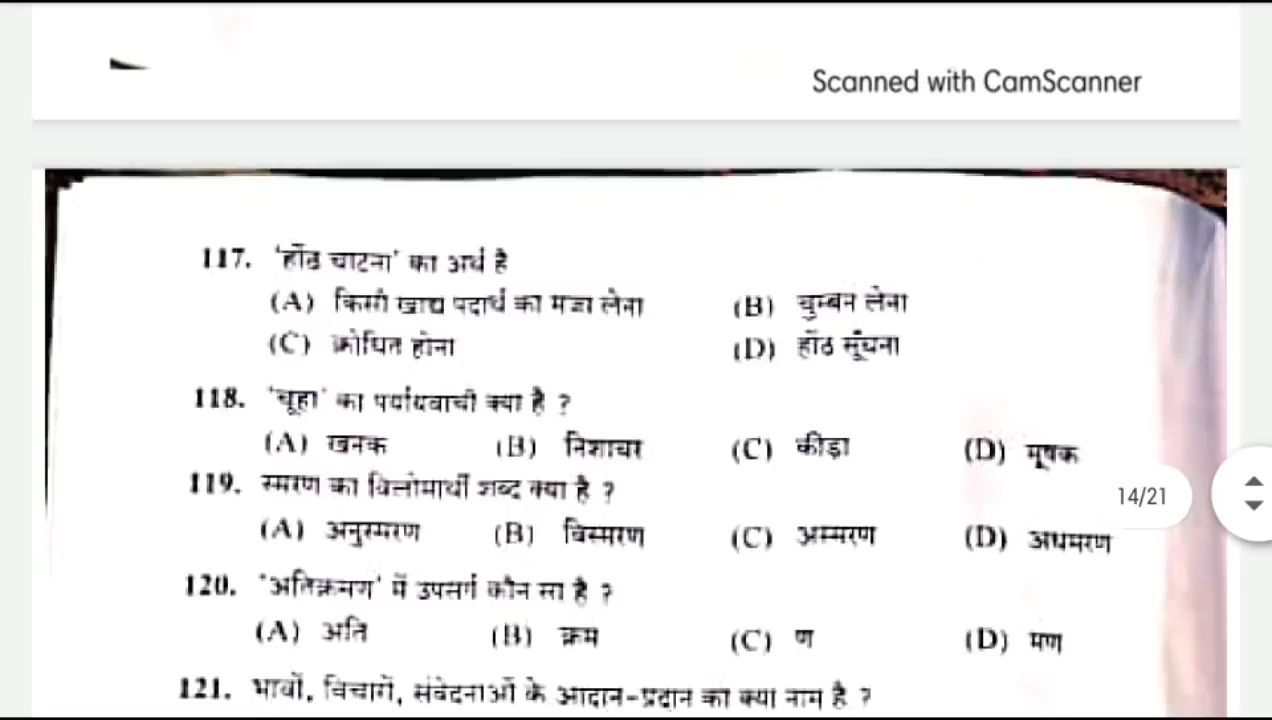 Scanned with CamScanner
117. 'होंठ चाटना' का अर्थ है
(A) किसी खाद्य पदार्थ का मजा लेना (B) चुम्बन लेना
(C) क्रोधित होना (D) होंठ सूँघना
118. 'चूहा' का पर्यायवाची क्या है ?
(A) खनक (B) निशाचर (C) कीड़ा (D) मूषक
14/21
119. स्मरण का विलोमार्थी शब्द क्या है ?
(A) अनुस्मरण (B) विस्मरण (C) अस्मरण (D) अधमरण
120. 'अतिक्रमण' में उपसर्ग कौन सा है ?
(A) अति (B) क्रम (C) ण (D) मण
121. भावों, विचारों, संवेदनाओं के आदान-प्रदान का क्या नाम है ?